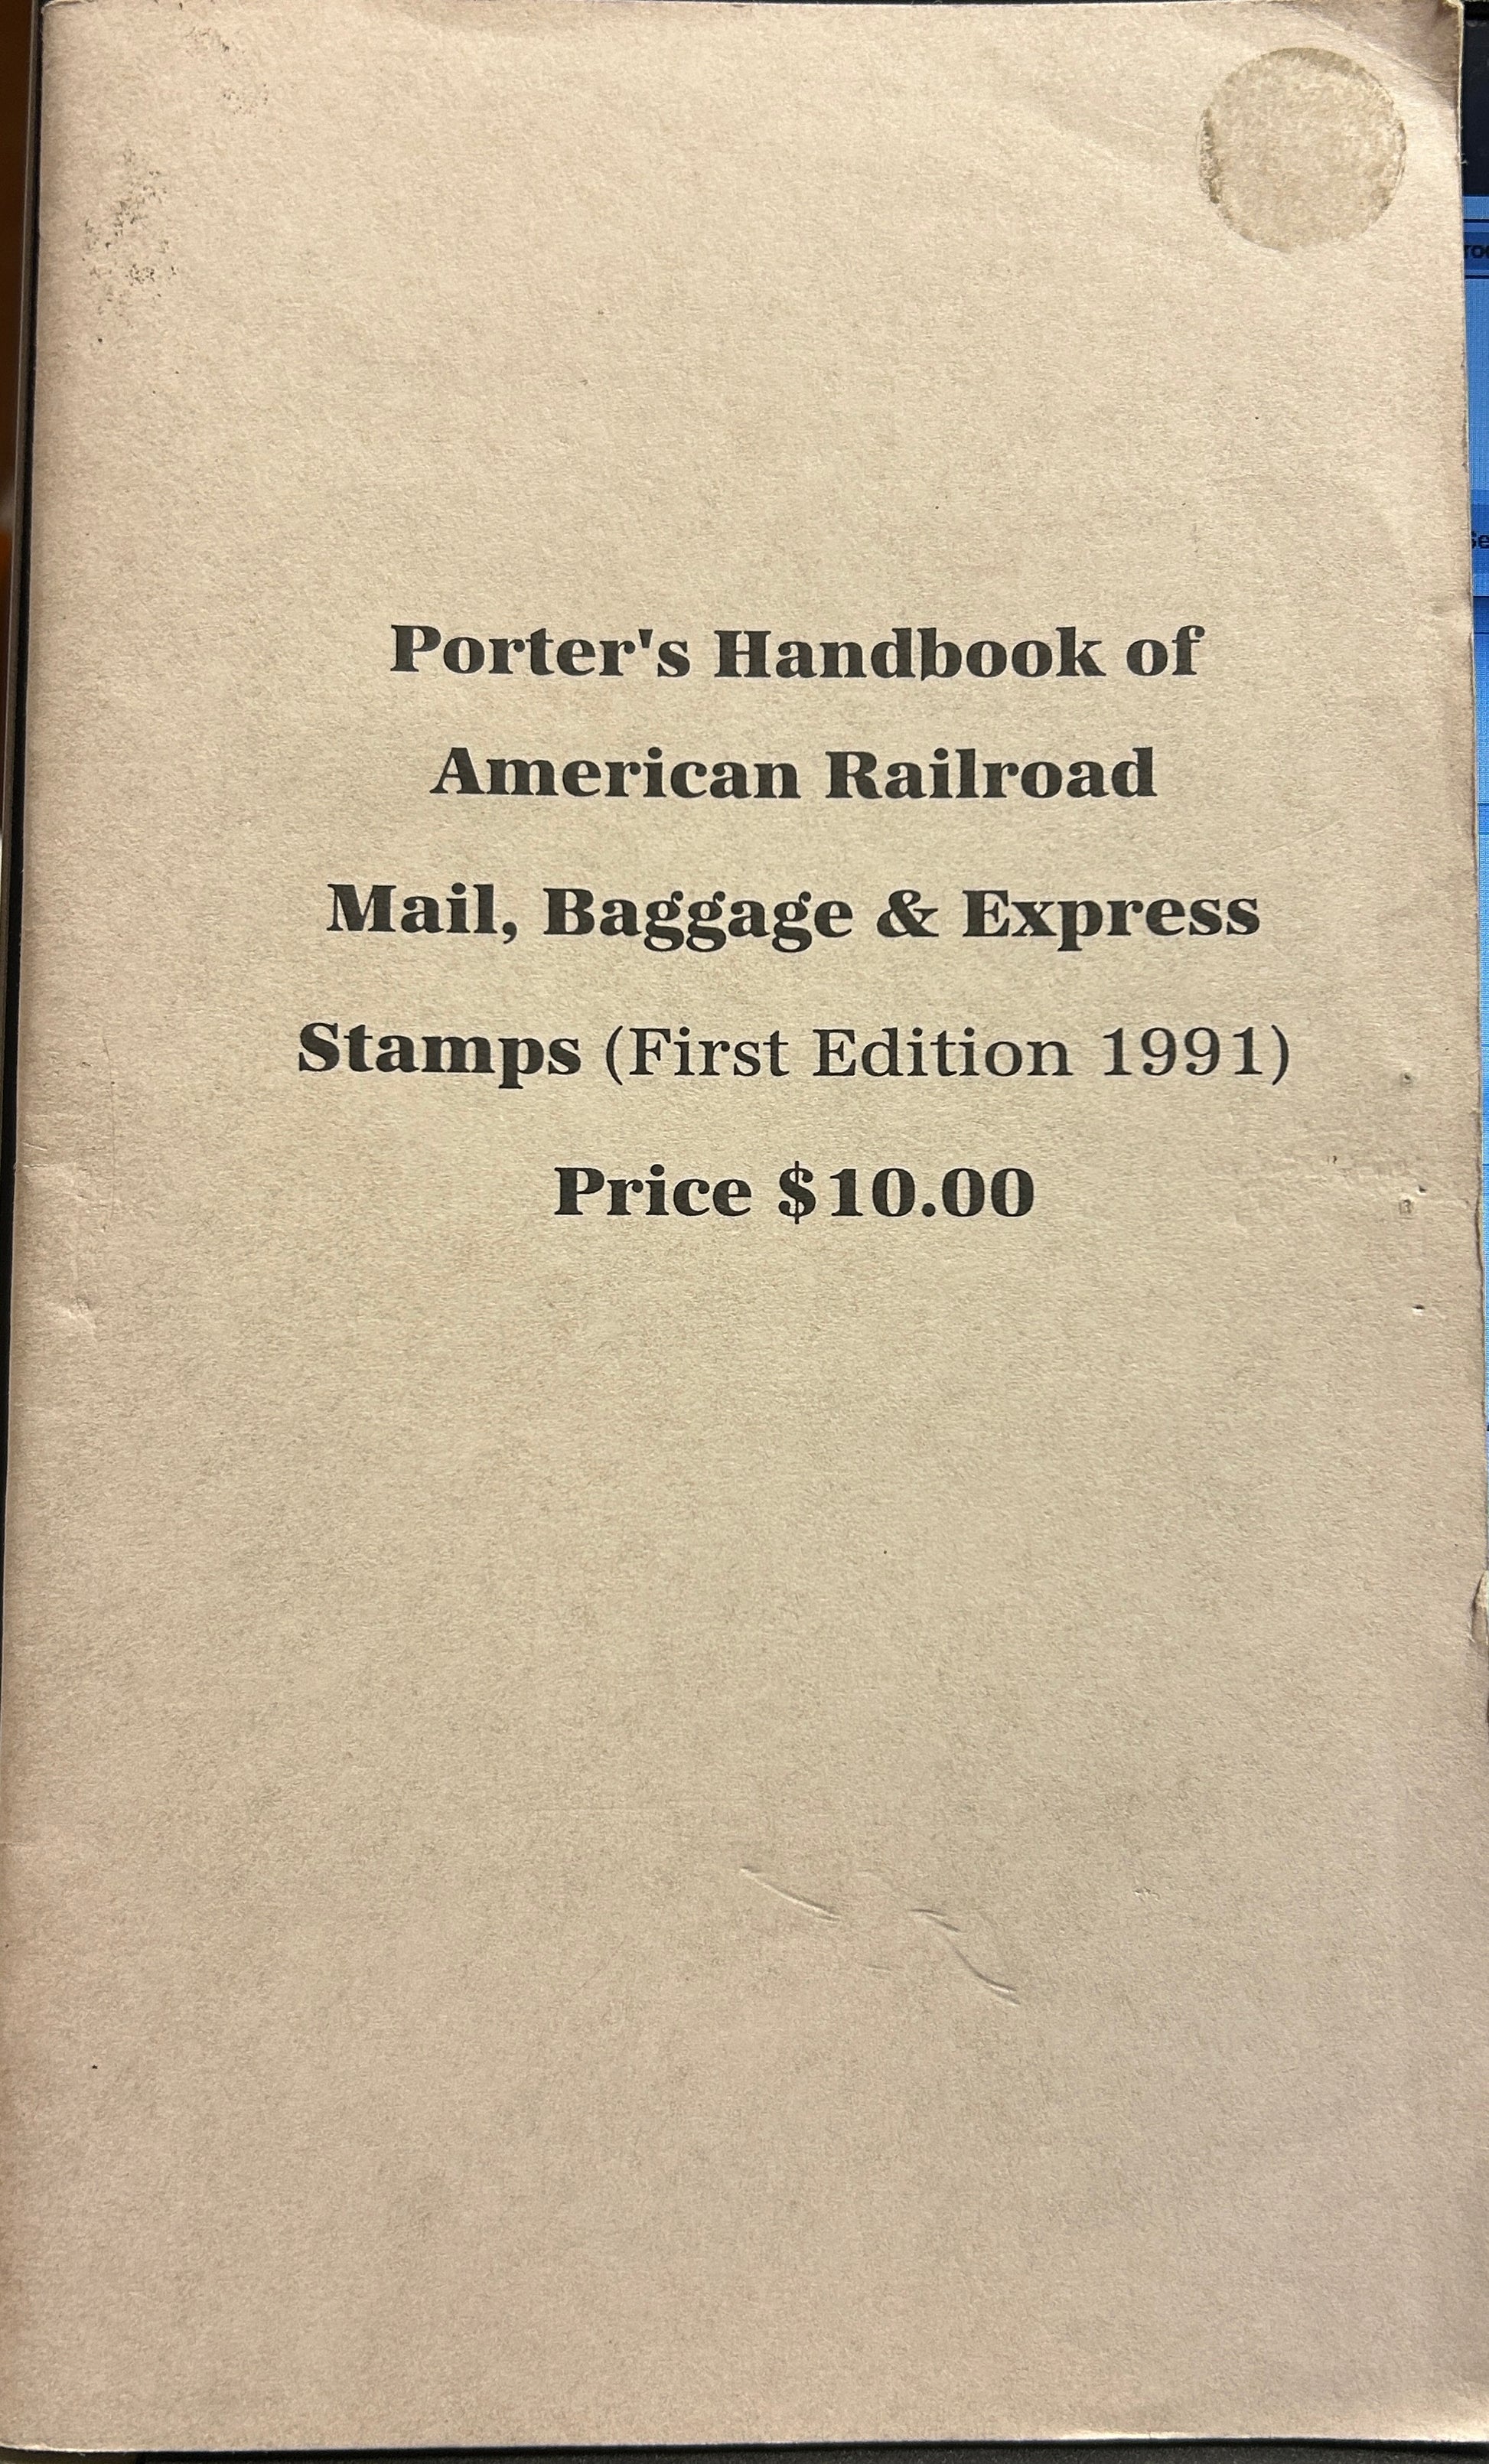 Porter's Handbook of
American Railroad
Mail, Baggage & Express
Stamps (First Edition 1991)
Price $10.00